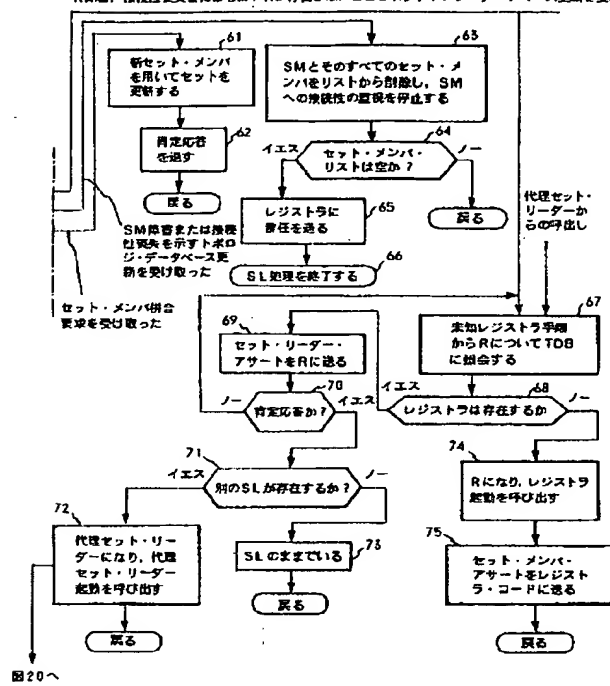 61
新セット・メンバ
を用いてセットを
更新する
62
肯定応答
を返す
戻る
63
SMとそのすべてのセット・メン
バをリストから削除し,SM
への接続性の監視を停止する
64
イエス
セット・メンバ・
リストは空か?
ノー
戻る
65
レジストラに
辞任を送る
66
SL処理を終了する
SM障害または接続
性喪失を示すトポロ
ジ・データベース更
新を受け取った
セット・メンバ併合
要求を受け取った
代理セット・
リーダーか
らの呼出し
67
未知レジストラ手順
からRについてTDB
に照会する
68
イエス
レジストラは存在するか
ノー
69
セット・リーダー・
アサートをRに送る
70
ノー
肯定応答か?
イエス
71
イエス
別のSLが存在するか?
ノー
72
代理セット・リー
ダーになり,代理
セット・リーダー
起動を呼び出す
戻る
73
SLのままでいる
戻る
74
Rになり,レジストラ
起動を呼び出す
75
セット・メンバ・
アサートをレジスト
ラ・コードに送る
戻る
図20へ